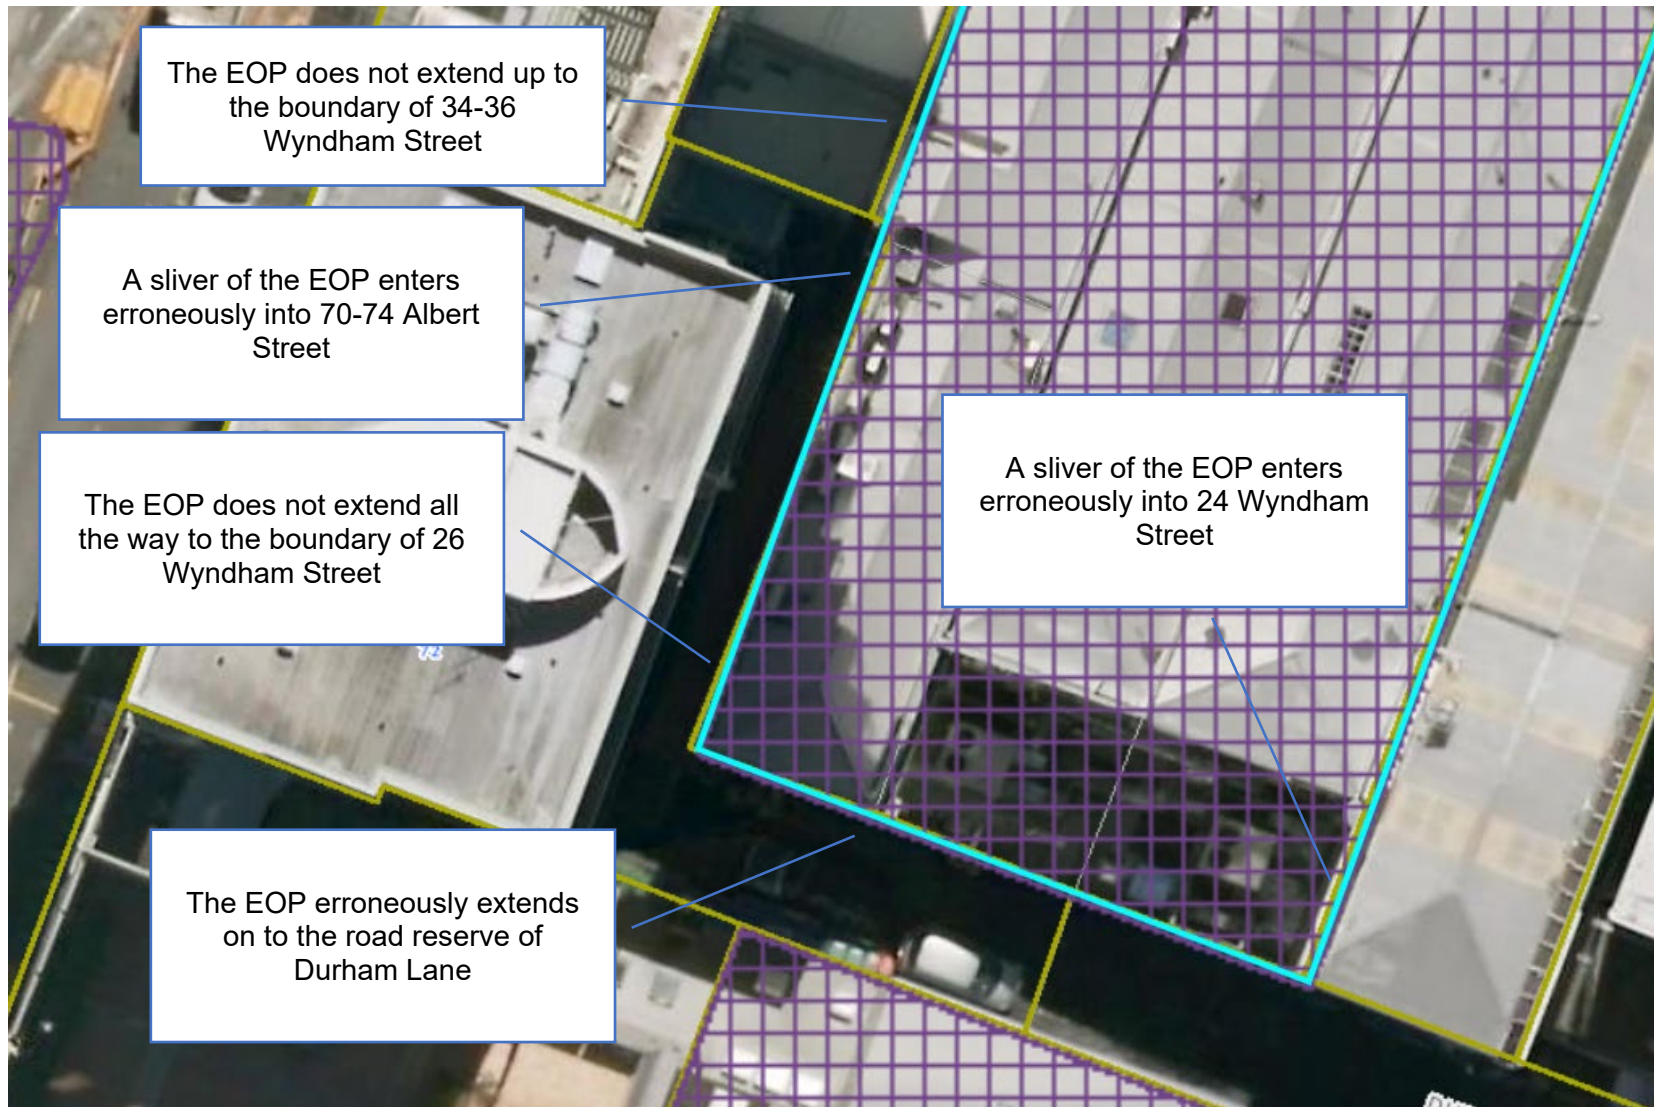 The EOP does not extend up to
the boundary of 34-36
Wyndham Street
A sliver of the EOP enters
erroneously into 70-74 Albert
Street
The EOP does not extend all
the way to the boundary of 26
Wyndham Street
A sliver of the EOP enters
erroneously into 24 Wyndham
Street
The EOP erroneously extends
on to the road reserve of
Durham Lane